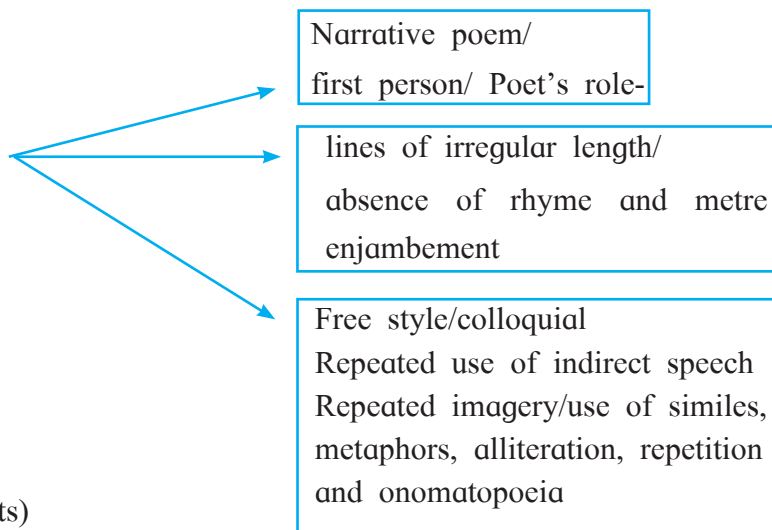 Narrative poem/
first person/ Poet's role-
lines of irregular length/
absence of rhyme and metre
enjambement
Free style/colloquial
Repeated use of indirect speech
Repeated imagery/use of similes,
metaphors, alliteration, repetition
and onomatopoeia
ts)